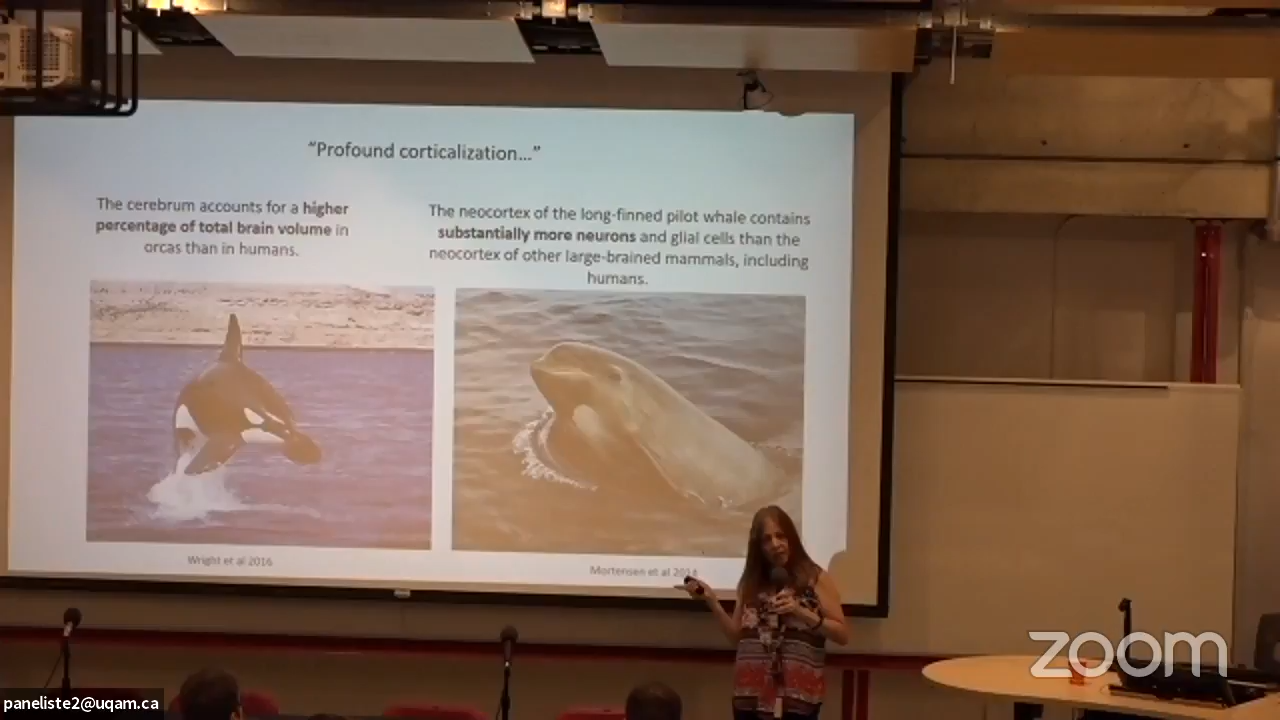 “Profound corticalization...”
The cerebrum accounts for a higher
percentage of total brain volume in
orcas than in humans.
The neocortex of the long-finned pilot whale contains
substantially more neurons and glial cells than the
neocortex of other large-brained mammals, including
humans.
Wright et al 2016
Mortensen et al 2014
zoom
paneliste2@uqam.ca